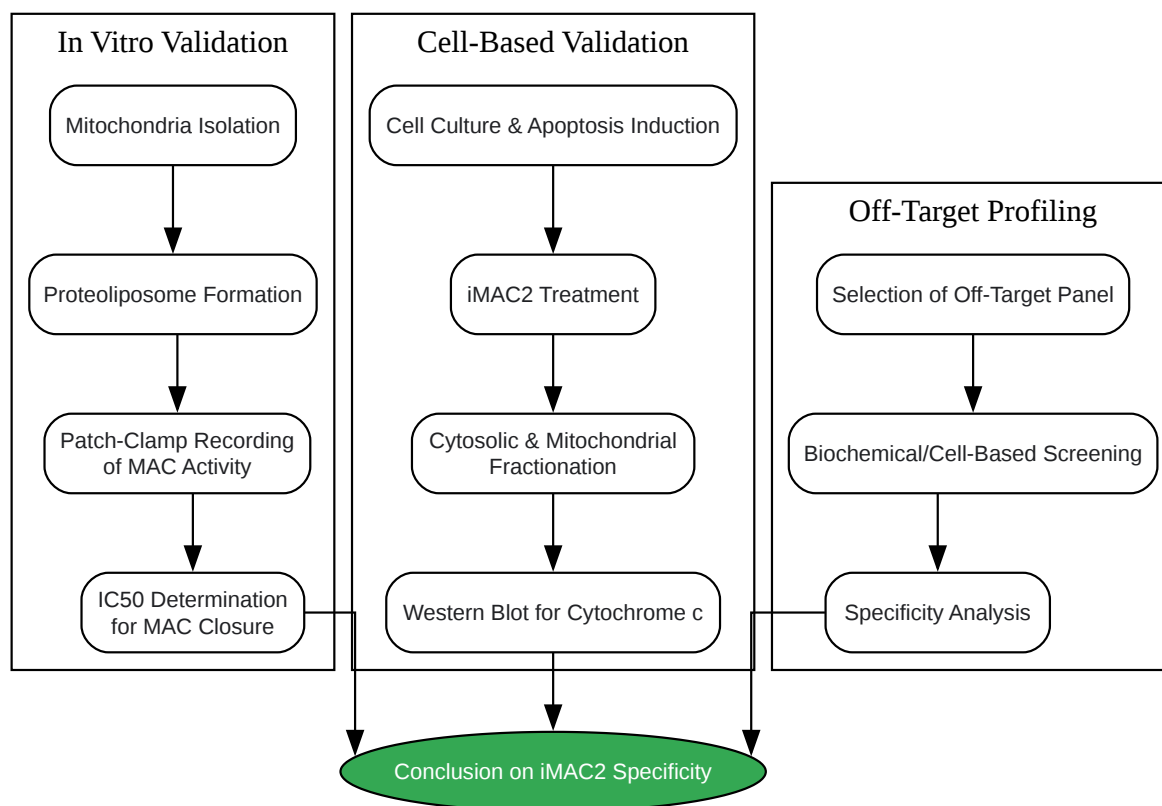 In Vitro Validation
Mitochondria Isolation
Proteoliposome Formation
Patch-Clamp Recording
of MAC Activity
IC50 Determination
for MAC Closure
Cell-Based Validation
Cell Culture & Apoptosis Induction
iMAC2 Treatment
Cytosolic & Mitochondrial
Fractionation
Western Blot for Cytochrome c
Off-Target Profiling
Selection of Off-Target Panel
Biochemical/Cell-Based Screening
Specificity Analysis
Conclusion on iMAC2 Specificity